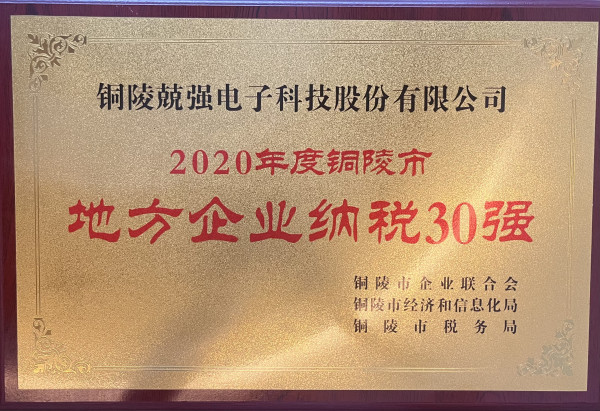 铜陵兢强电子科技股份有限公司
2020年度铜陵市
地方企业纳税30强
铜陵市企业联合会
铜陵市经济和信息化局
铜陵市税务局